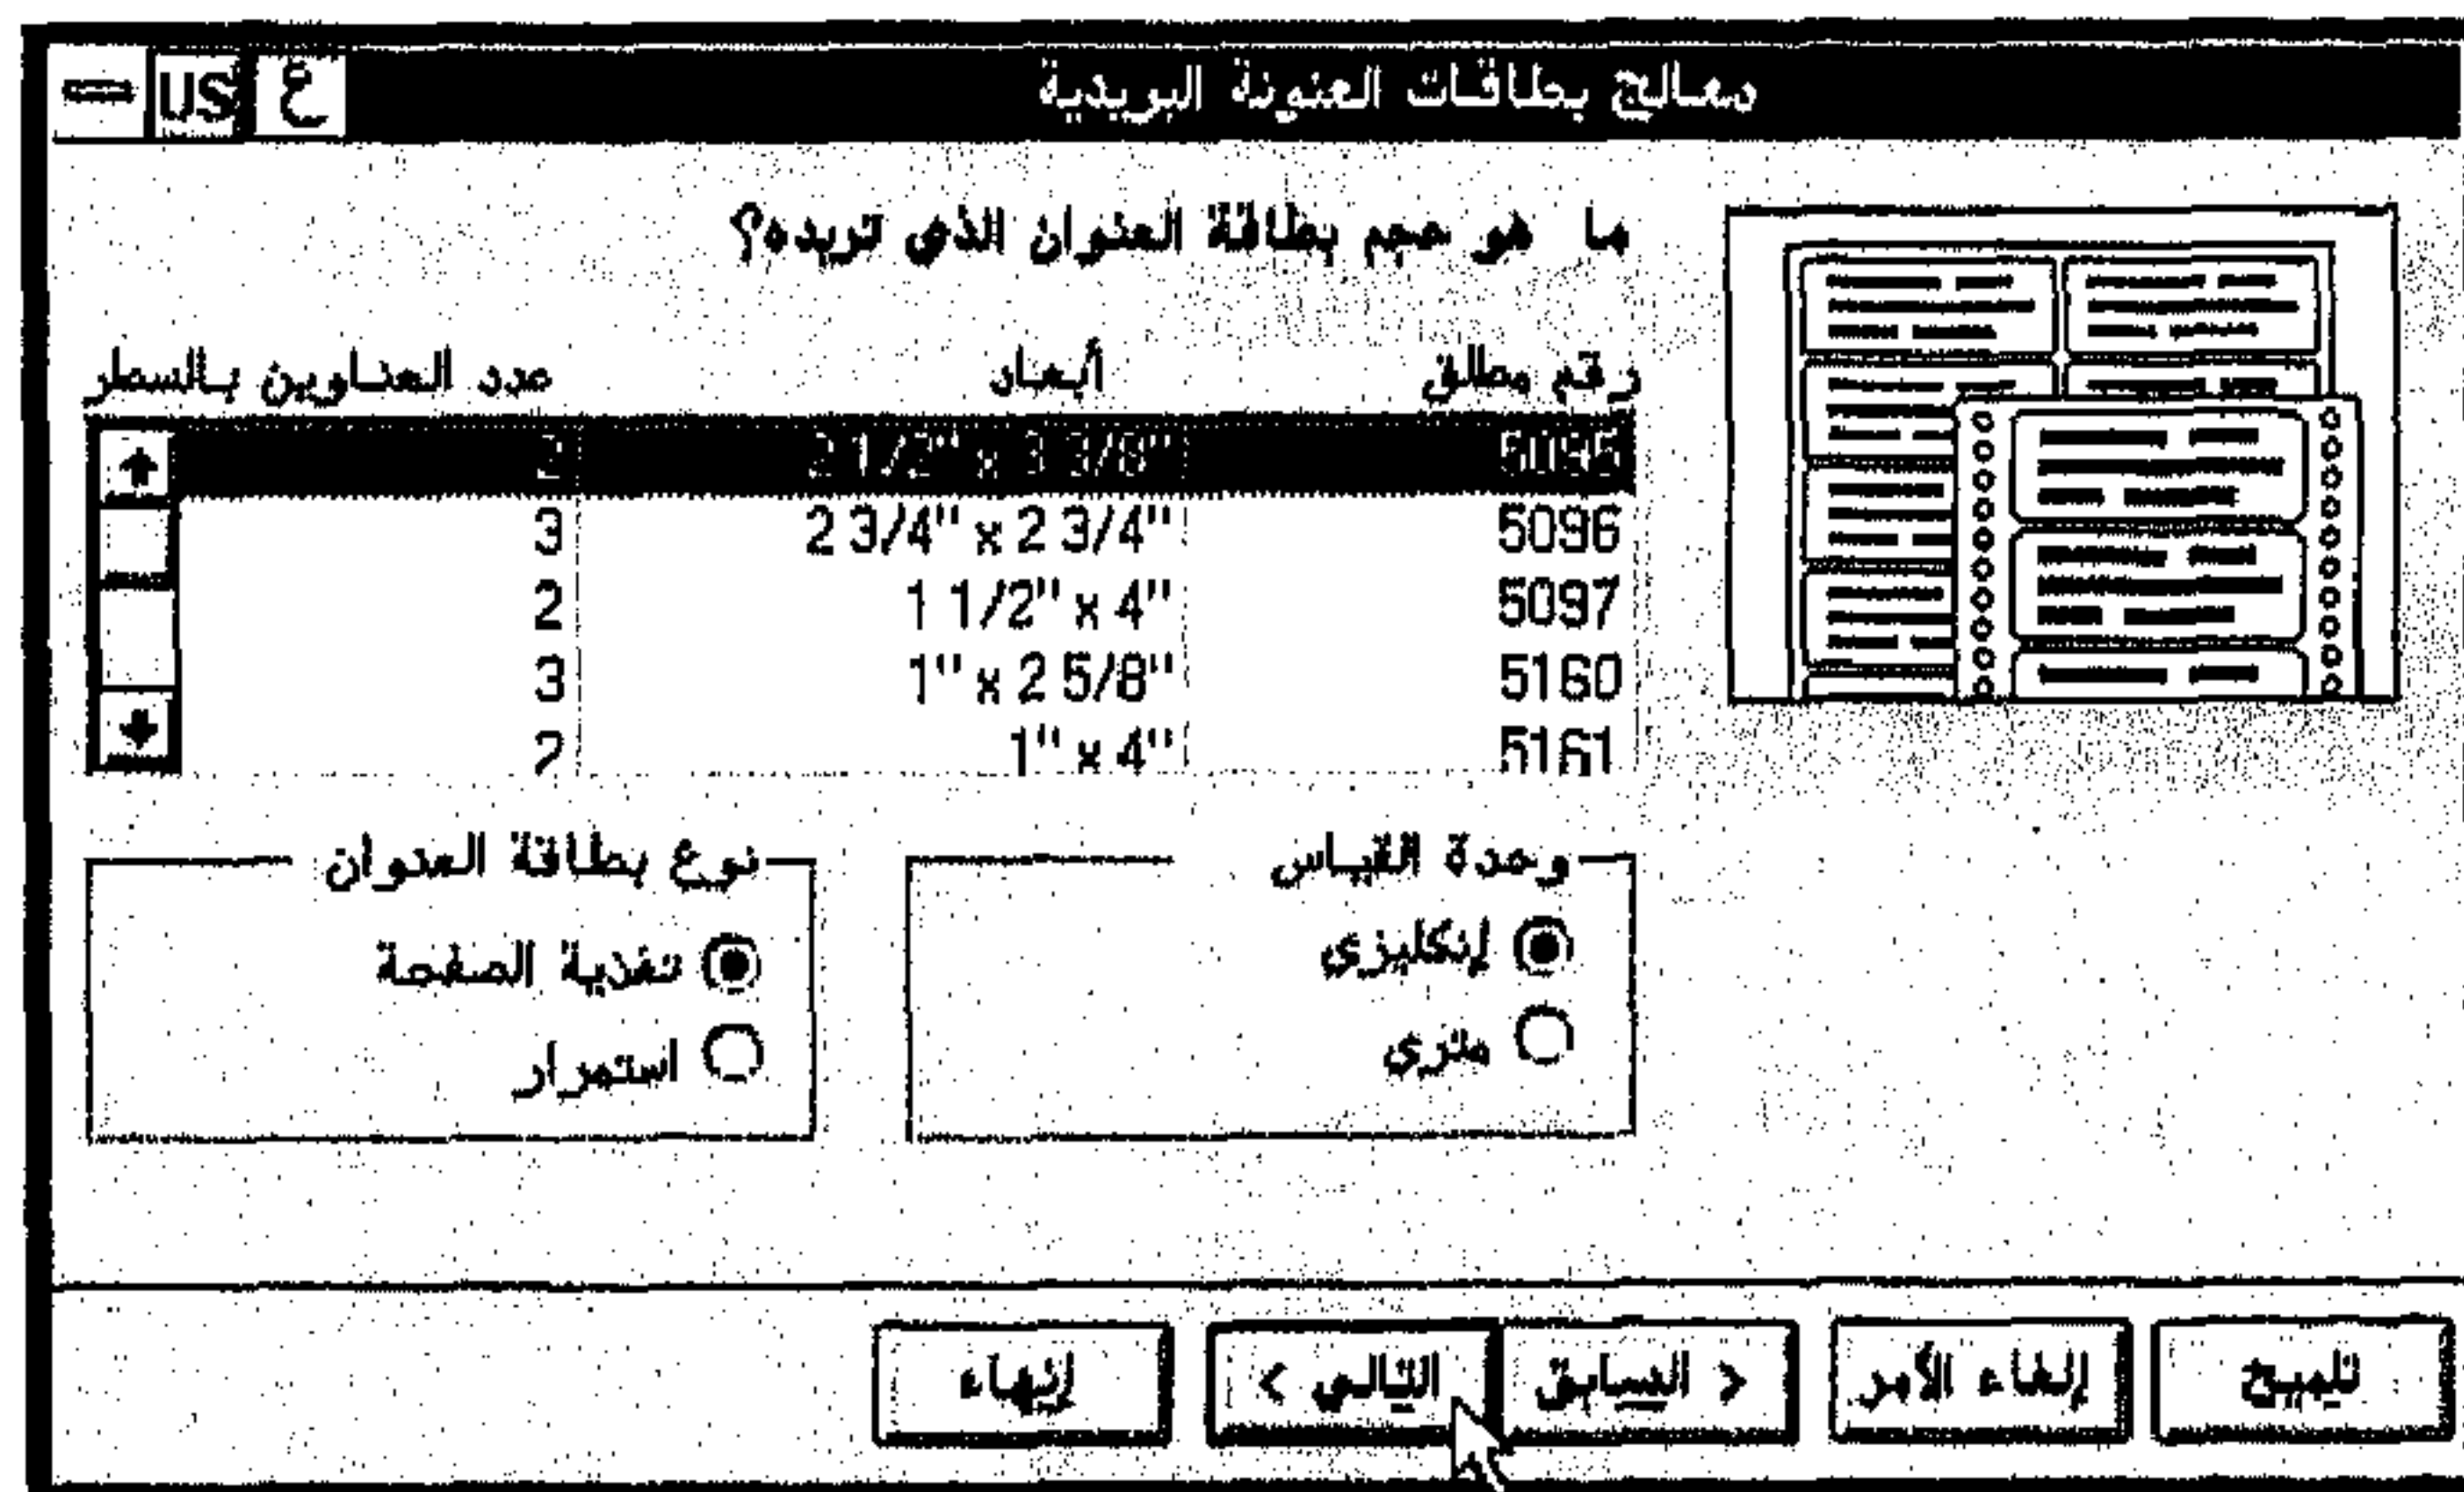 معالج بطاقات العنونة البريدية ع US
ما هو حجم بطاقة العنوان الذي تريده؟
رقم مطلق أبعاد عدد العناوين بالسطر
5095 2 1/2" x 3 3/8" 2
5096 2 3/4" x 2 3/4" 3
5097 1 1/2" x 4" 2
5160 1" x 2 5/8" 3
5161 1" x 4" 2
وحدة القياس نوع بطاقة العنوان
إنكليزي تغذية الصفحة
متري استمرار
تلميح إلغاء الأمر < السابق التالي > إنهاء